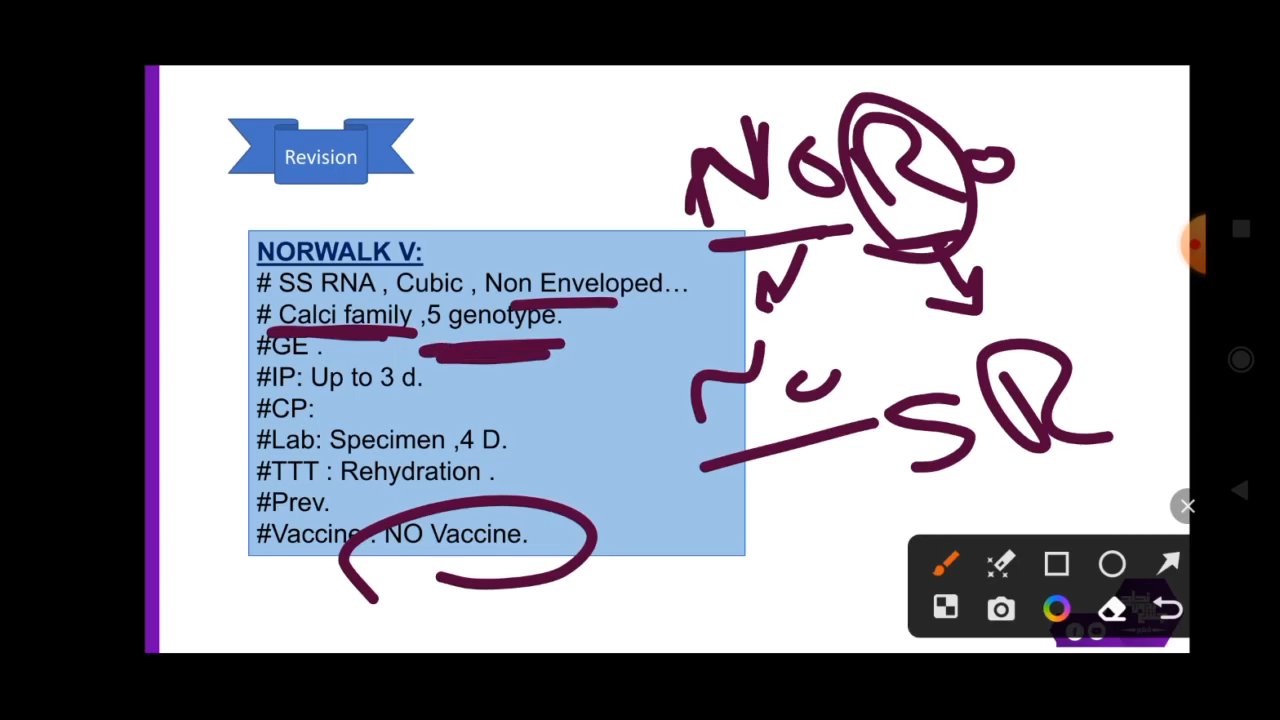 Revision
NoRo
NORWALK V:
# SS RNA , Cubic , Non Enveloped...
# Calci family ,5 genotype.
#GE .
#IP: Up to 3 d.
#CP:
#Lab: Specimen ,4 D.
#TTT : Rehydration .
#Prev.
#Vaccine : NO Vaccine.
N
No SR